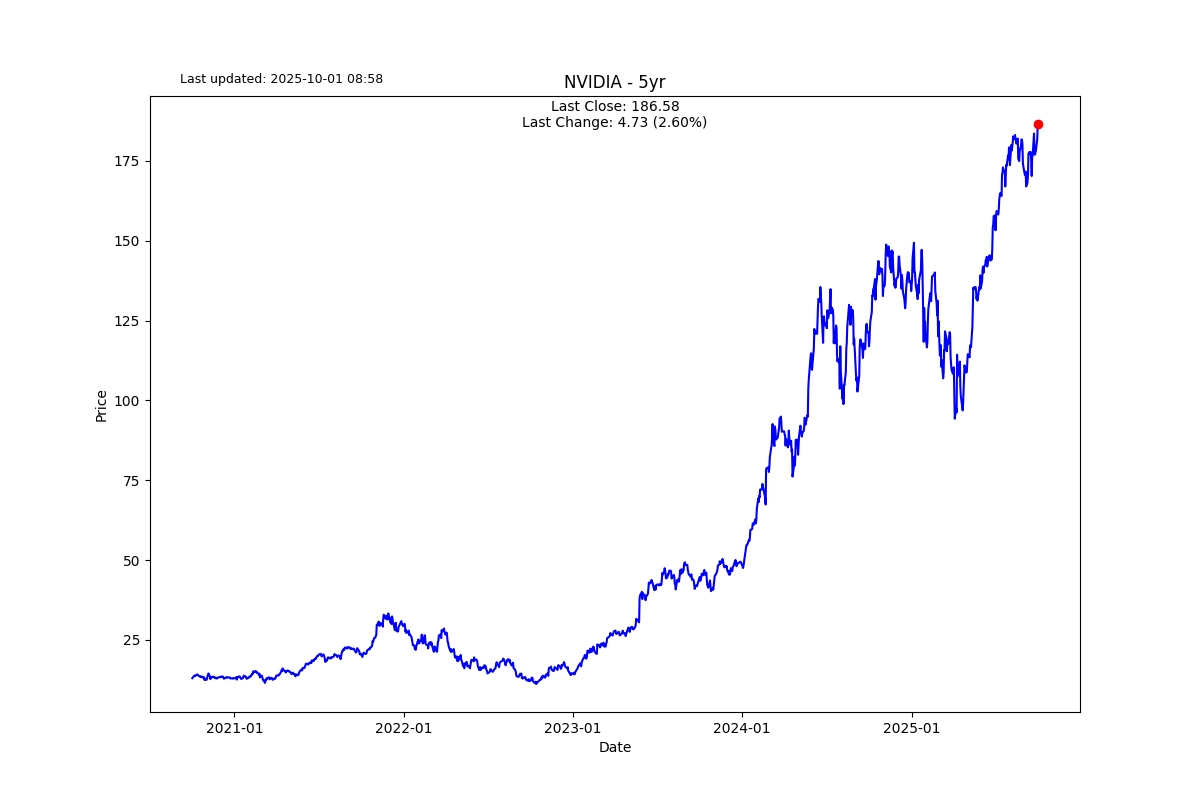 Last updated: 2025-10-01 08:58
NVIDIA - 5yr
Last Close: 186.58
Last Change: 4.73 (2.60%)
175
150
125
100
75
50
25
Price
2021-01
2022-01
2023-01
2024-01
2025-01
Date